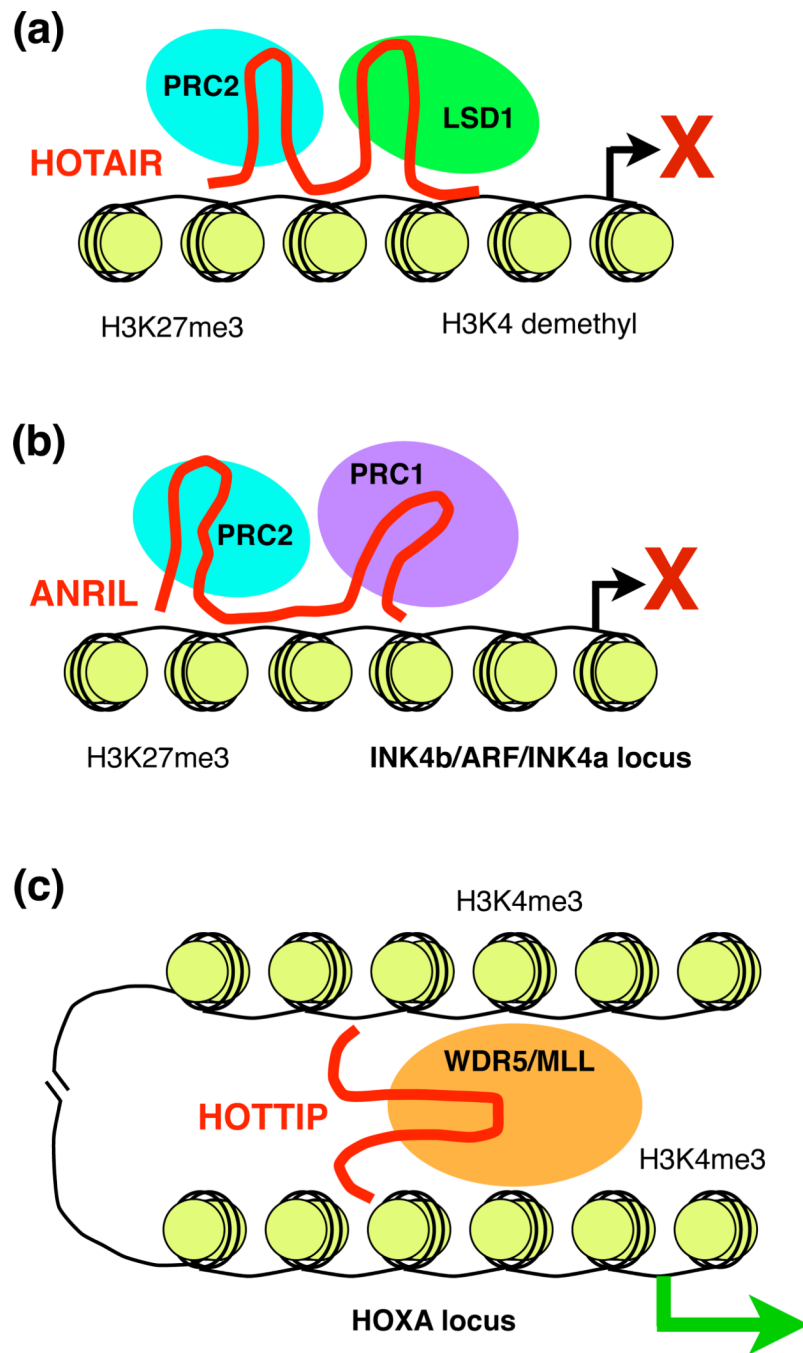 (a)
PRC2
LSD1
HOTAIR
X
H3K27me3
H3K4 demethyl
(b)
PRC1
PRC2
ANRIL
X
H3K27me3
INK4b/ARF/INK4a locus
(c)
H3K4me3
WDR5/MLL
HOTTIP
H3K4me3
HOXA locus